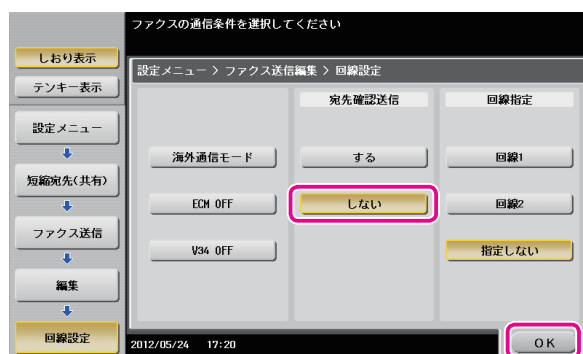 ファクスの通信条件を選択してください
しおり表示
テンキー表示
設定メニュー
短縮宛先(共有)
ファクス送信
編集
回線設定
設定メニュー > ファクス送信編集 > 回線設定
宛先確認送信
回線指定
海外通信モード
する
回線1
ECM OFF
しない
回線2
V34 OFF
指定しない
2012/05/24 17:20
OK